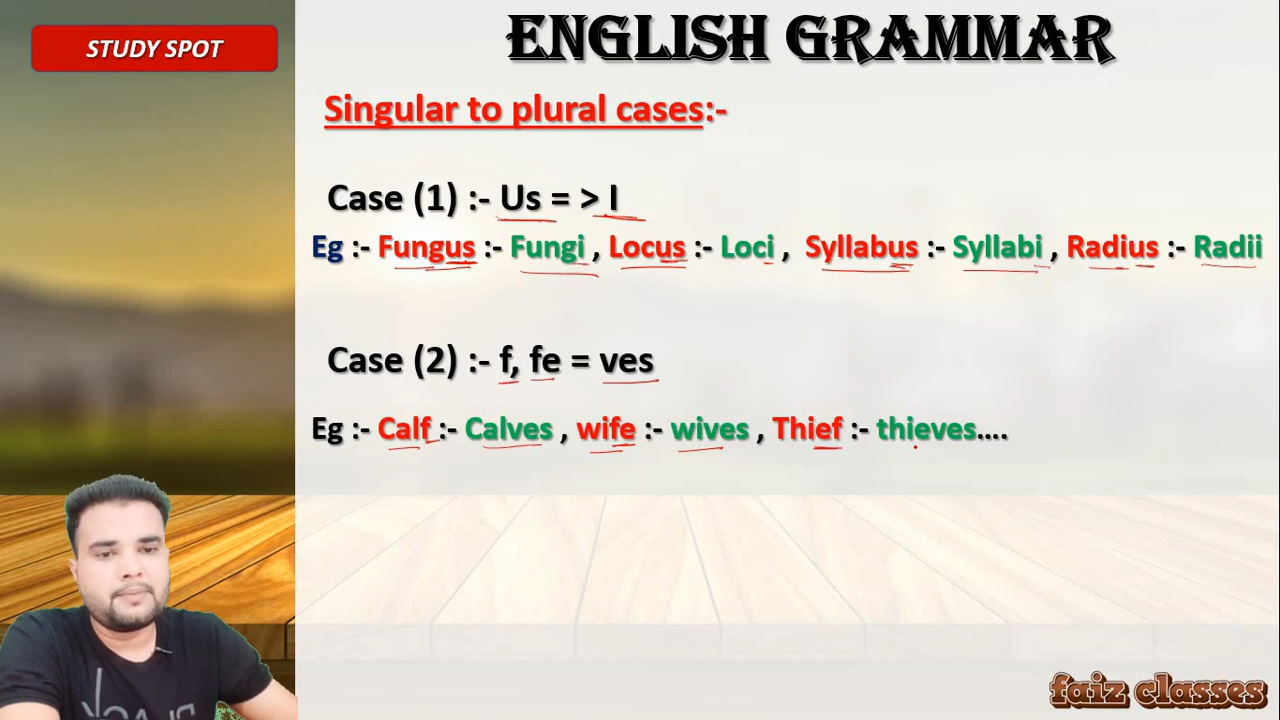 STUDY SPOT
ENGLISH GRAMMAR
Singular to plural cases:-
Case (1) :- Us = > I
Eg :- Fungus :- Fungi , Locus :- Loci , Syllabus :- Syllabi , Radius :- Radii
Case (2) :- f, fe = ves
Eg :- Calf :- Calves , wife :- wives , Thief :- thieves....
faiz classes